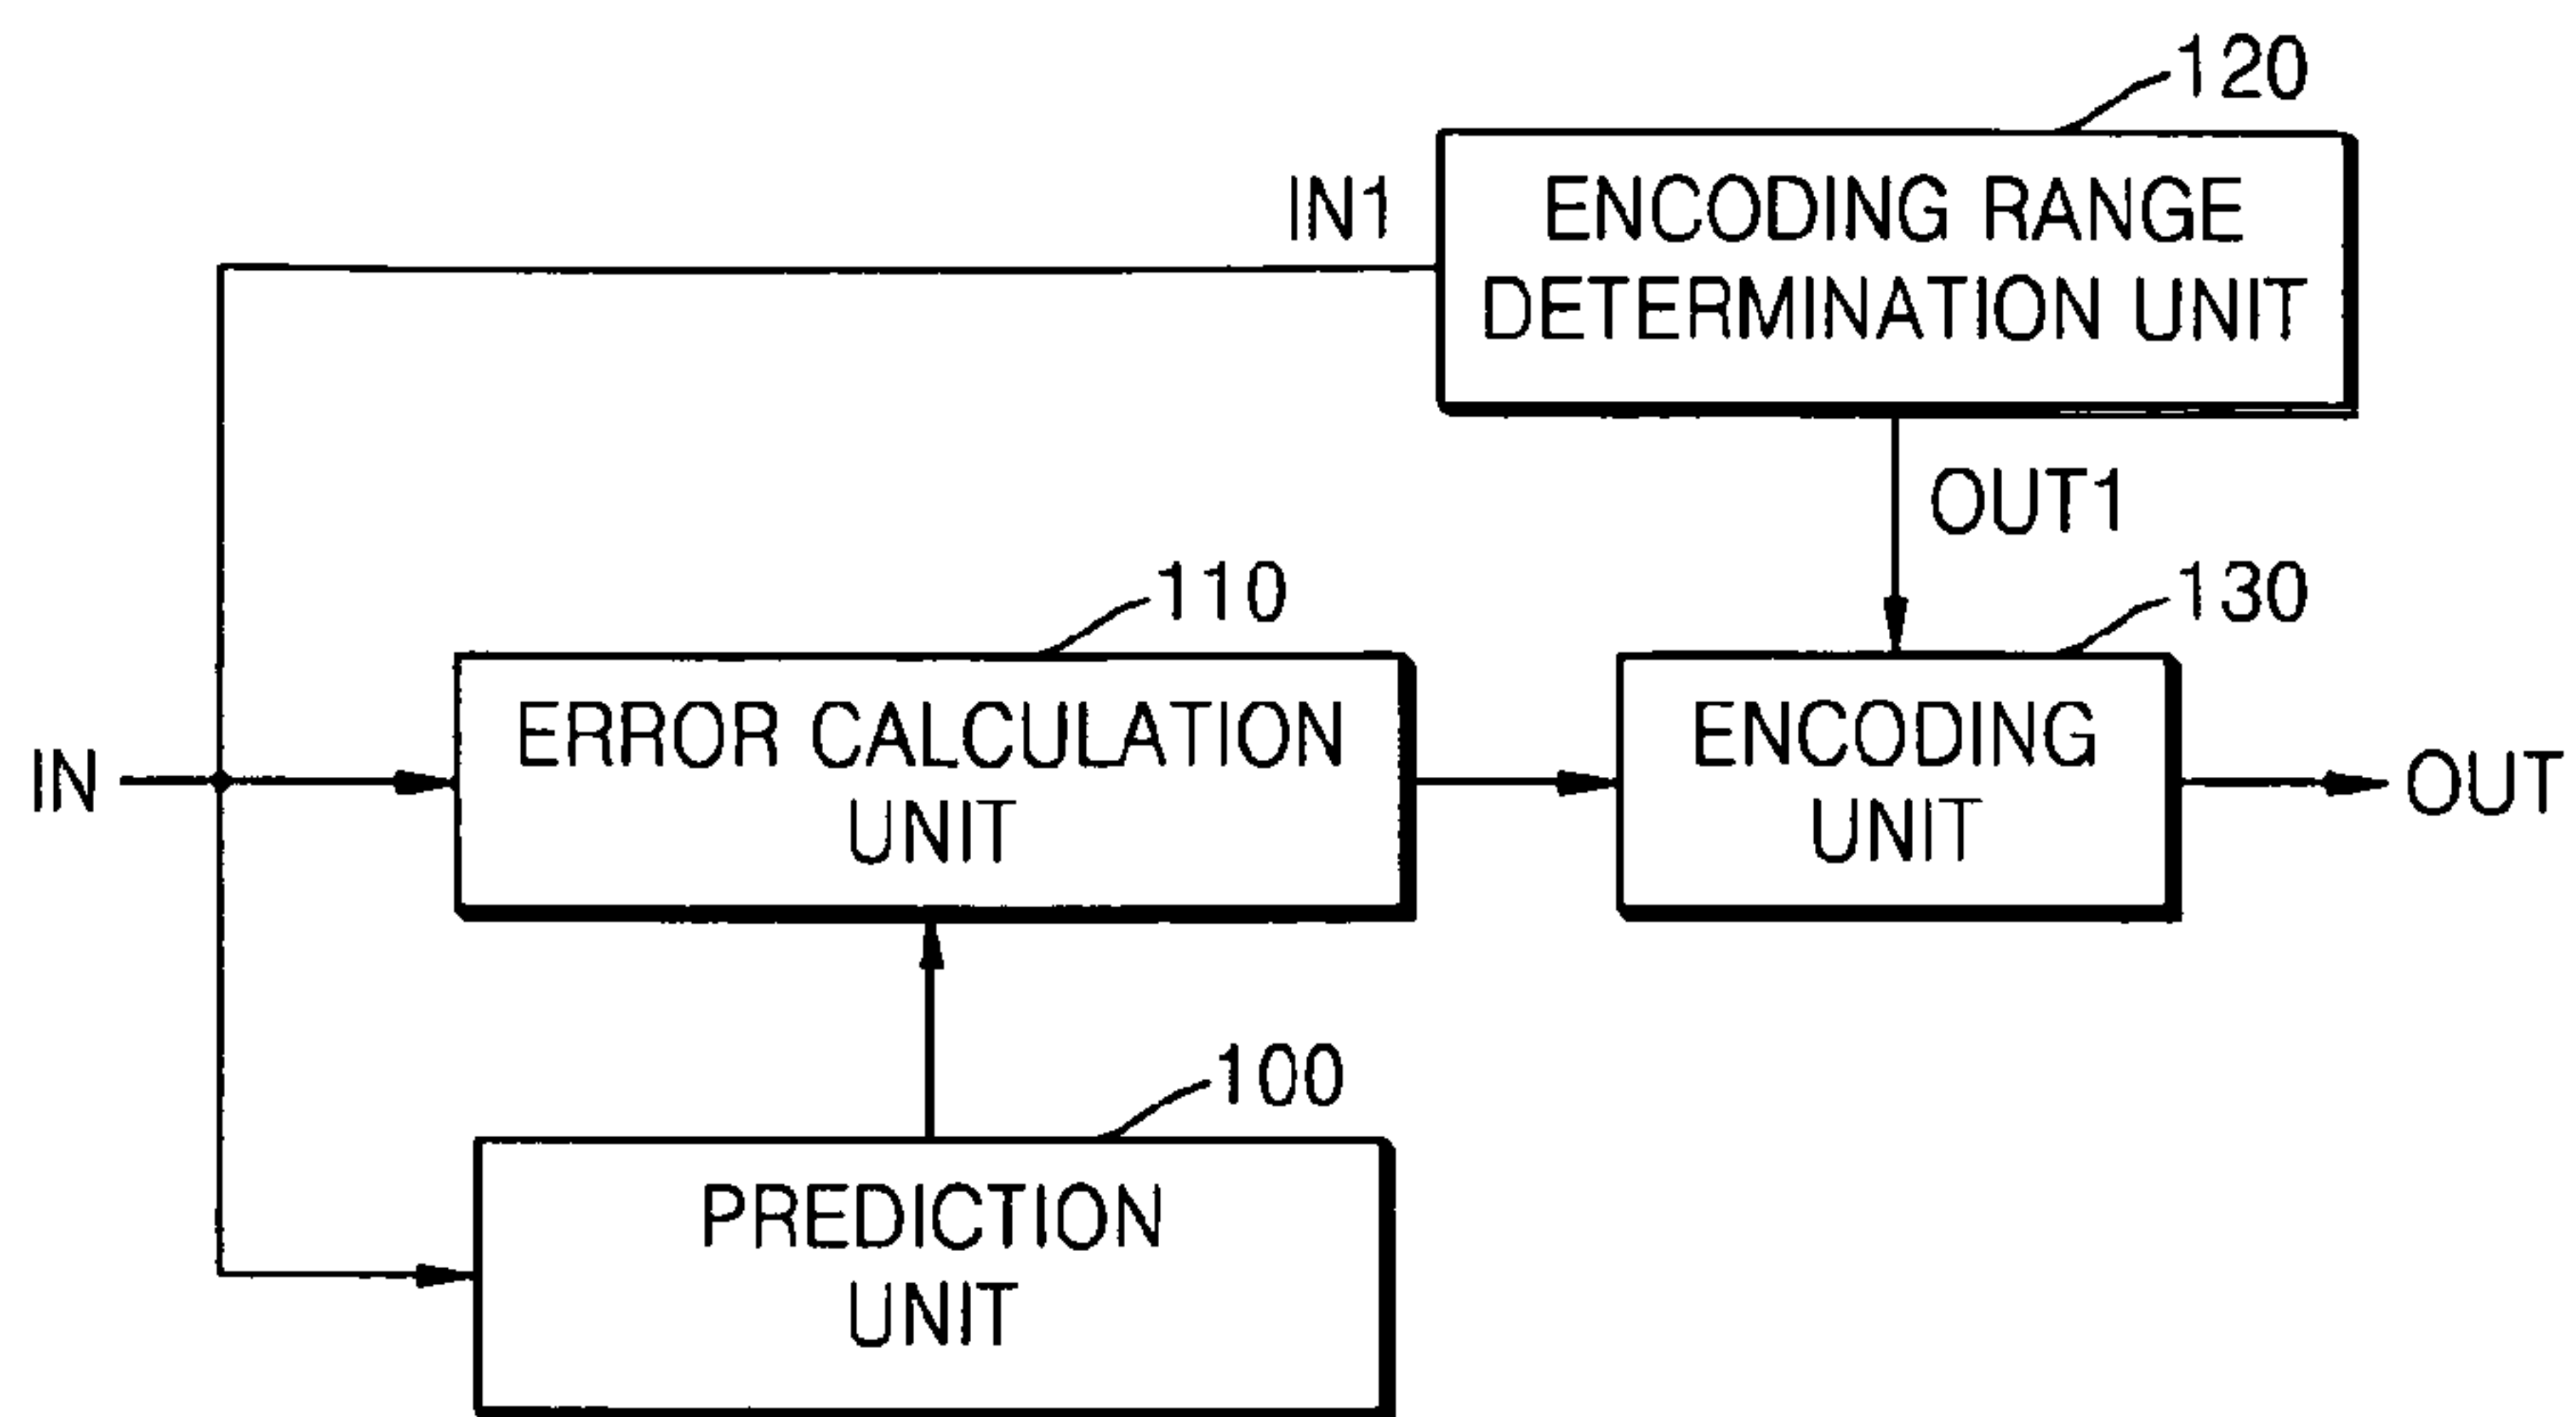 120
IN1
ENCODING RANGE
DETERMINATION UNIT
OUT1
110
130
IN
ERROR CALCULATION
UNIT
ENCODING
UNIT
OUT
100
PREDICTION
UNIT